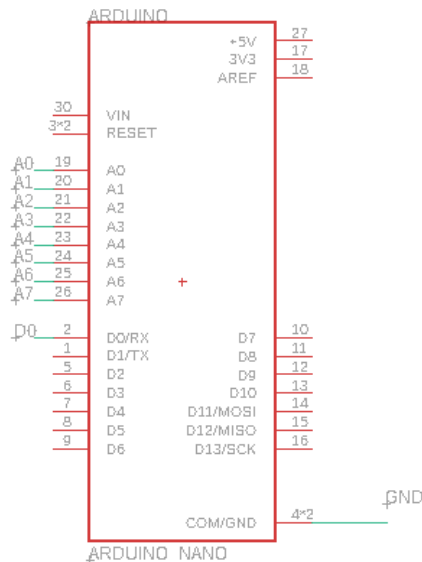 ARDUINO
+5V 27
3V3 17
AREF 18
30 VIN
3*2 RESET
A0 19 A0
A1 20 A1
A2 21 A2
A3 22 A3
A4 23 A4
A5 24 A5
A6 25 A6
A7 26 A7
D0 2 D0/RX D7 10
1 D1/TX D8 11
5 D2 D9 12
6 D3 D10 13
7 D4 D11/MOSI 14
8 D5 D12/MISO 15
9 D6 D13/SCK 16
GND
COM/GND 4*2
ARDUINO NANO